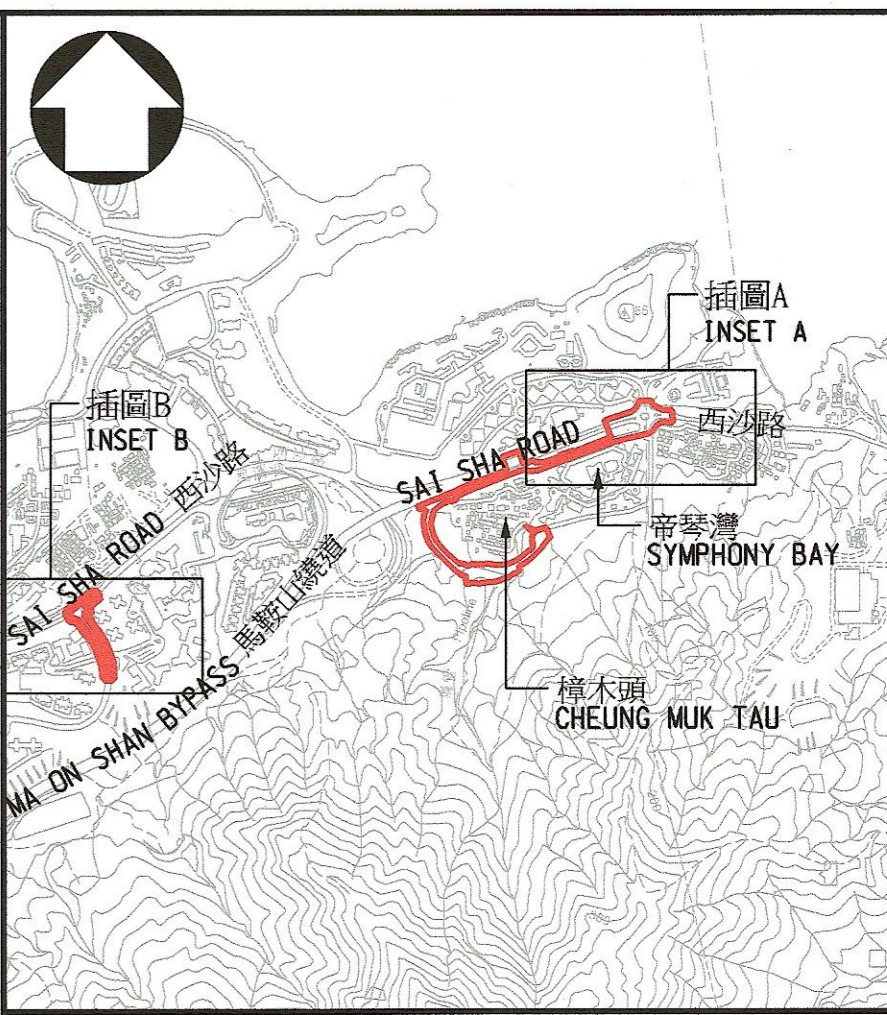 插圖A
INSET A
插圖B
INSET B
西沙路
SAI SHA ROAD
SAI SHA ROAD 西沙路
帝琴灣
SYMPHONY BAY
樟木頭
CHEUNG MUK TAU
MA ON SHAN BYPASS 馬鞍山繞道